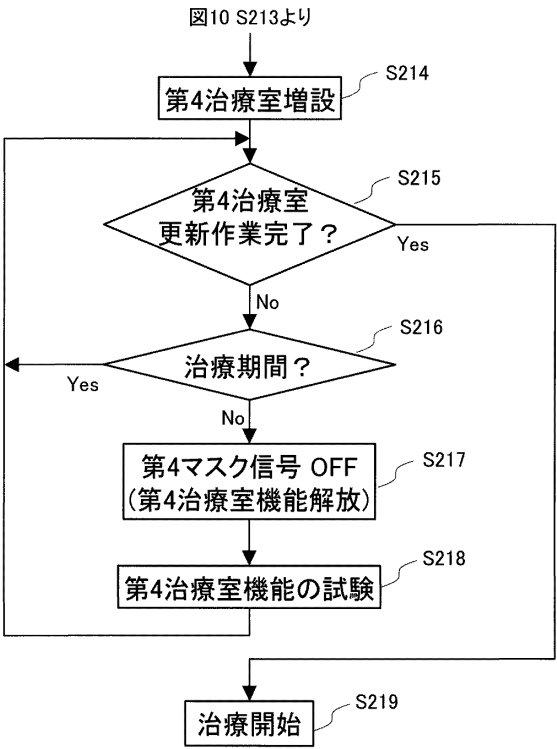 図10 S213より
S214
第4治療室増設
S215
第4治療室
更新作業完了？
Yes
No
S216
治療期間？
Yes
No
S217
第4マスク信号 OFF
(第4治療室機能解放)
S218
第4治療室機能の試験
S219
治療開始